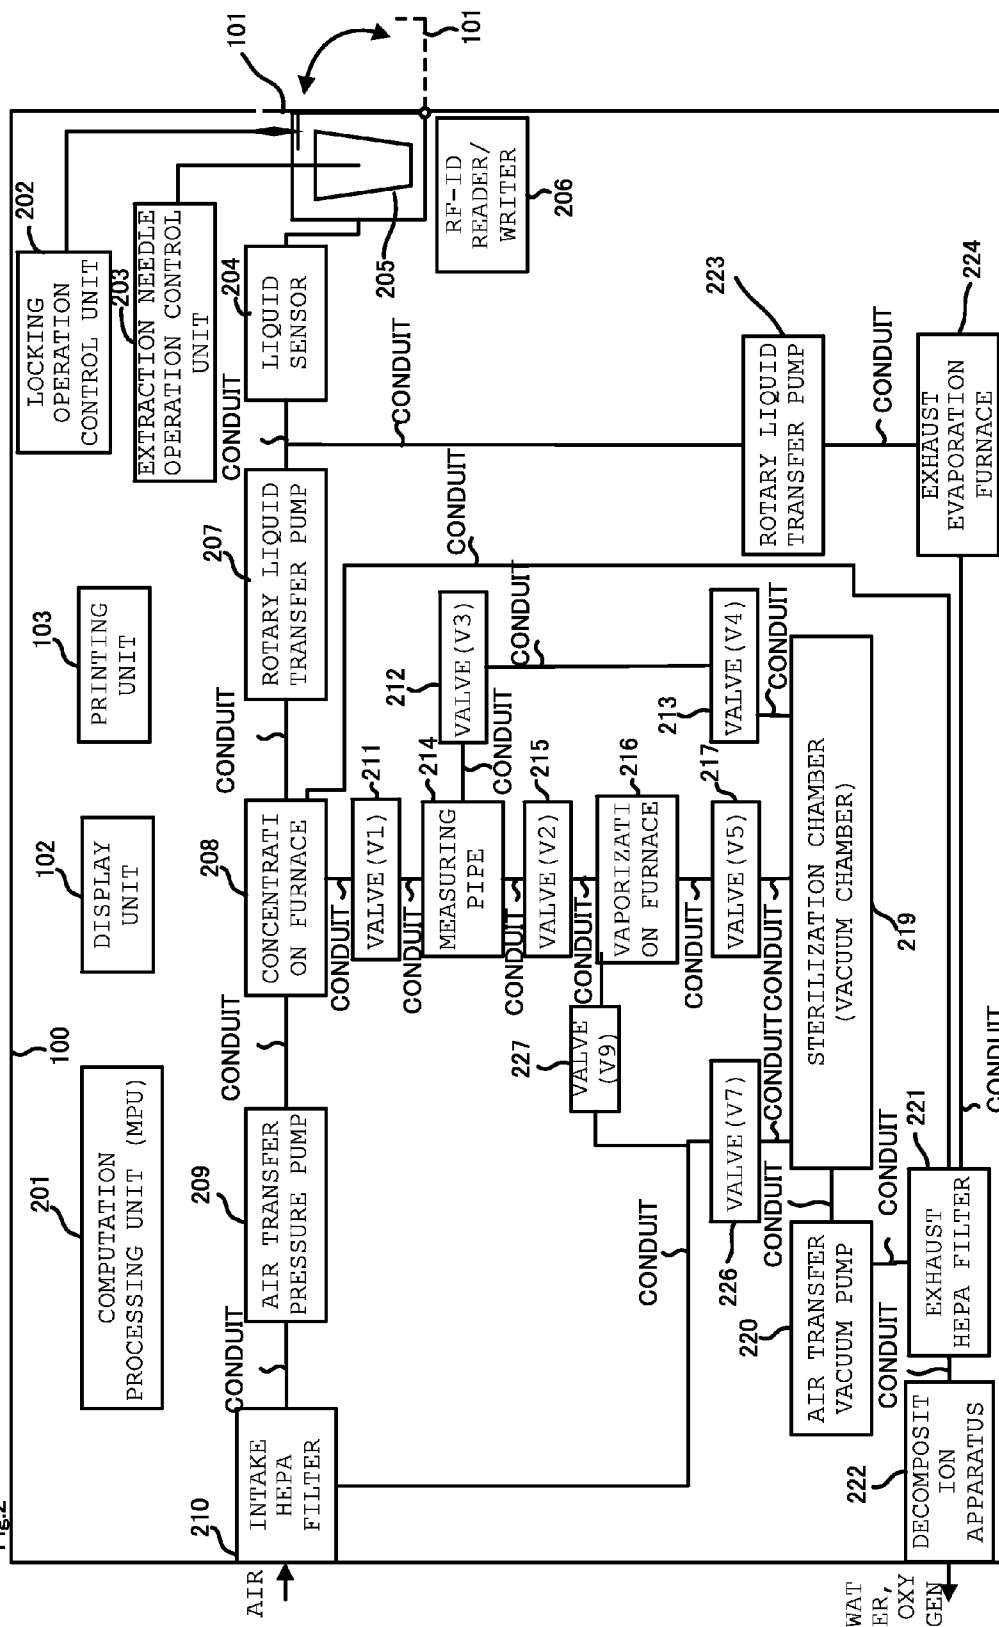 Fig.2
100
201
COMPUTATION
PROCESSING UNIT (MPU)
102
DISPLAY
UNIT
103
PRINTING
UNIT
202
LOCKING
OPERATION
CONTROL UNIT
203
EXTRACTION NEEDLE
OPERATION CONTROL
UNIT
101
101
AIR
210
INTAKE
HEPA
FILTER
CONDUIT
209
AIR TRANSFER
PRESSURE PUMP
CONDUIT
208
CONCENTRATI
ON FURNACE
CONDUIT
207
ROTARY LIQUID
TRANSFER PUMP
CONDUIT
204
LIQUID
SENSOR
205
RF-ID
READER/
WRITER
206
CONDUIT
CONDUIT
CONDUIT
211
VALVE(V1)
CONDUIT
214
MEASURING
PIPE
CONDUIT
212
VALVE(V3)
CONDUIT
CONDUIT
215
VALVE(V2)
CONDUIT
227
VALVE
(V9)
216
VAPORIZATI
ON FURNACE
CONDUIT
CONDUIT
226
VALVE(V7)
CONDUIT
217
VALVE(V5)
CONDUIT
213
VALVE(V4)
CONDUIT
223
ROTARY LIQUID
TRANSFER PUMP
CONDUIT
220
AIR TRANSFER
VACUUM PUMP
CONDUIT
STERILIZATION CHAMBER
(VACUUM CHAMBER)
219
CONDUIT
CONDUIT
222
DECOMPOSIT
ION
APPARATUS
221
EXHAUST
HEPA FILTER
CONDUIT
224
EXHAUST
EVAPORATION
FURNACE
WAT
ER,
OXY
GEN